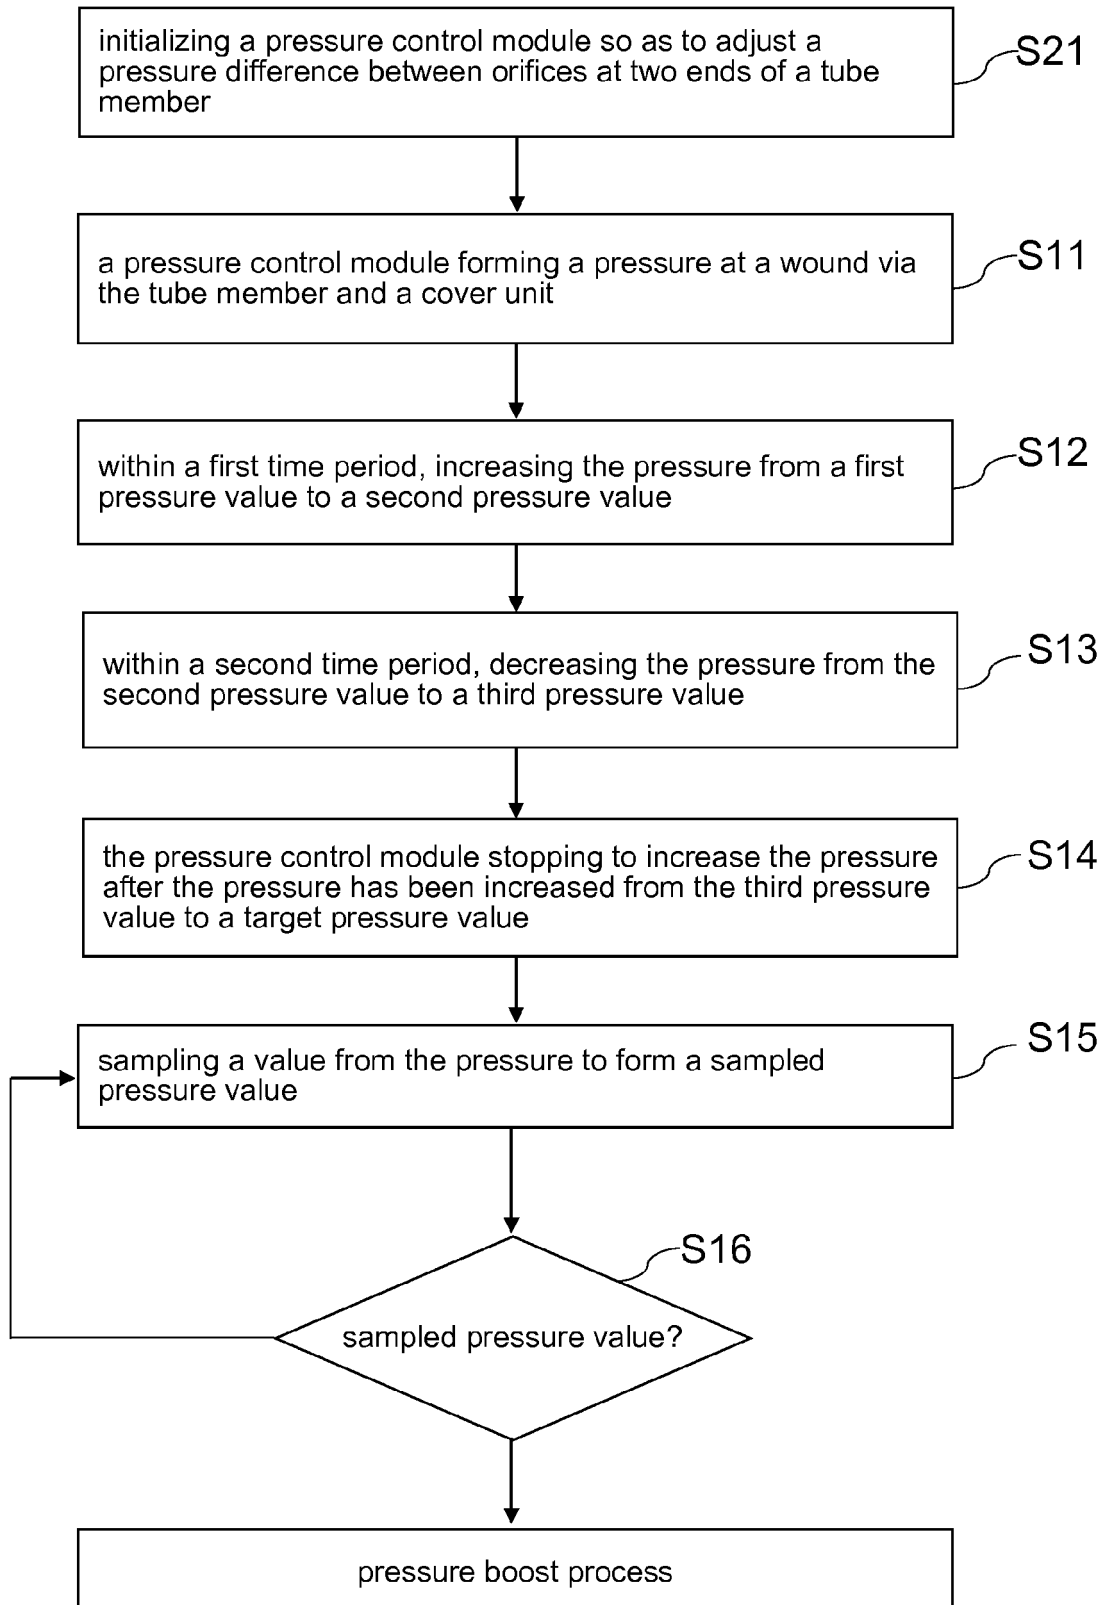 initializing a pressure control module so as to adjust a
pressure difference between orifices at two ends of a tube
member
S21
a pressure control module forming a pressure at a wound via
the tube member and a cover unit
S11
within a first time period, increasing the pressure from a first
pressure value to a second pressure value
S12
within a second time period, decreasing the pressure from the
second pressure value to a third pressure value
S13
the pressure control module stopping to increase the pressure
after the pressure has been increased from the third pressure
value to a target pressure value
S14
sampling a value from the pressure to form a sampled
pressure value
S15
S16
sampled pressure value?
pressure boost process